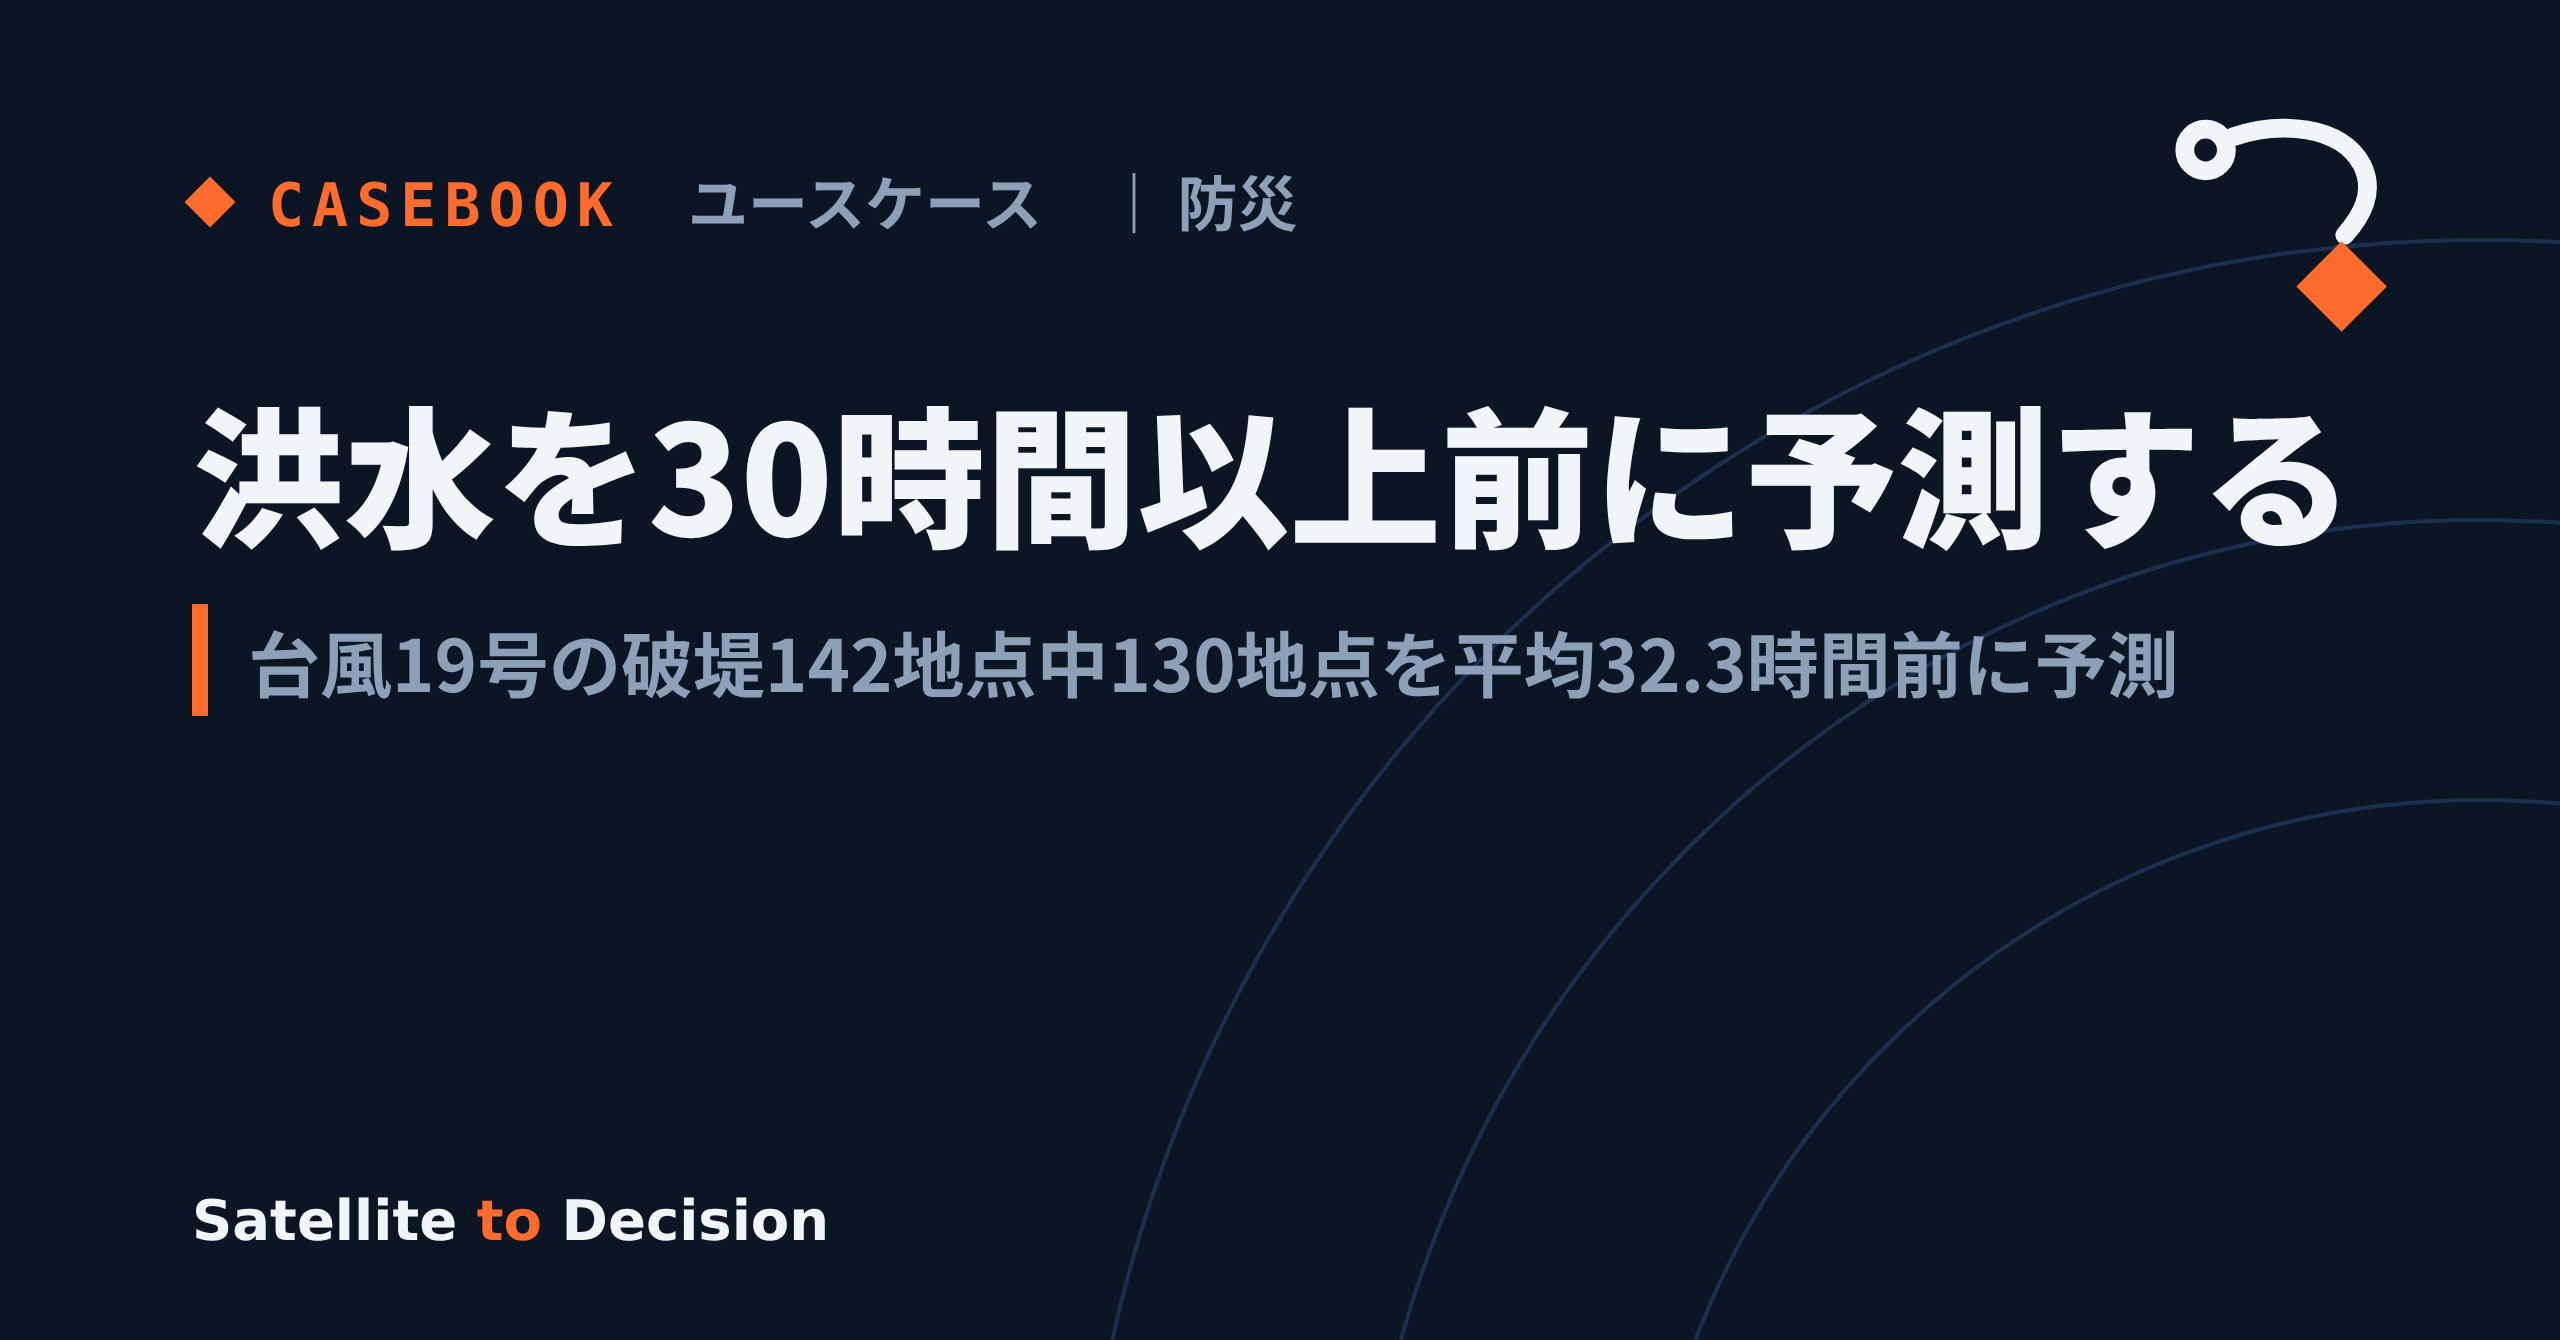 CASEBOOK ユースケース | 防災
洪水を30時間以上前に予測する
台風19号の破堤142地点中130地点を平均32.3時間前に予測
Satellite to Decision